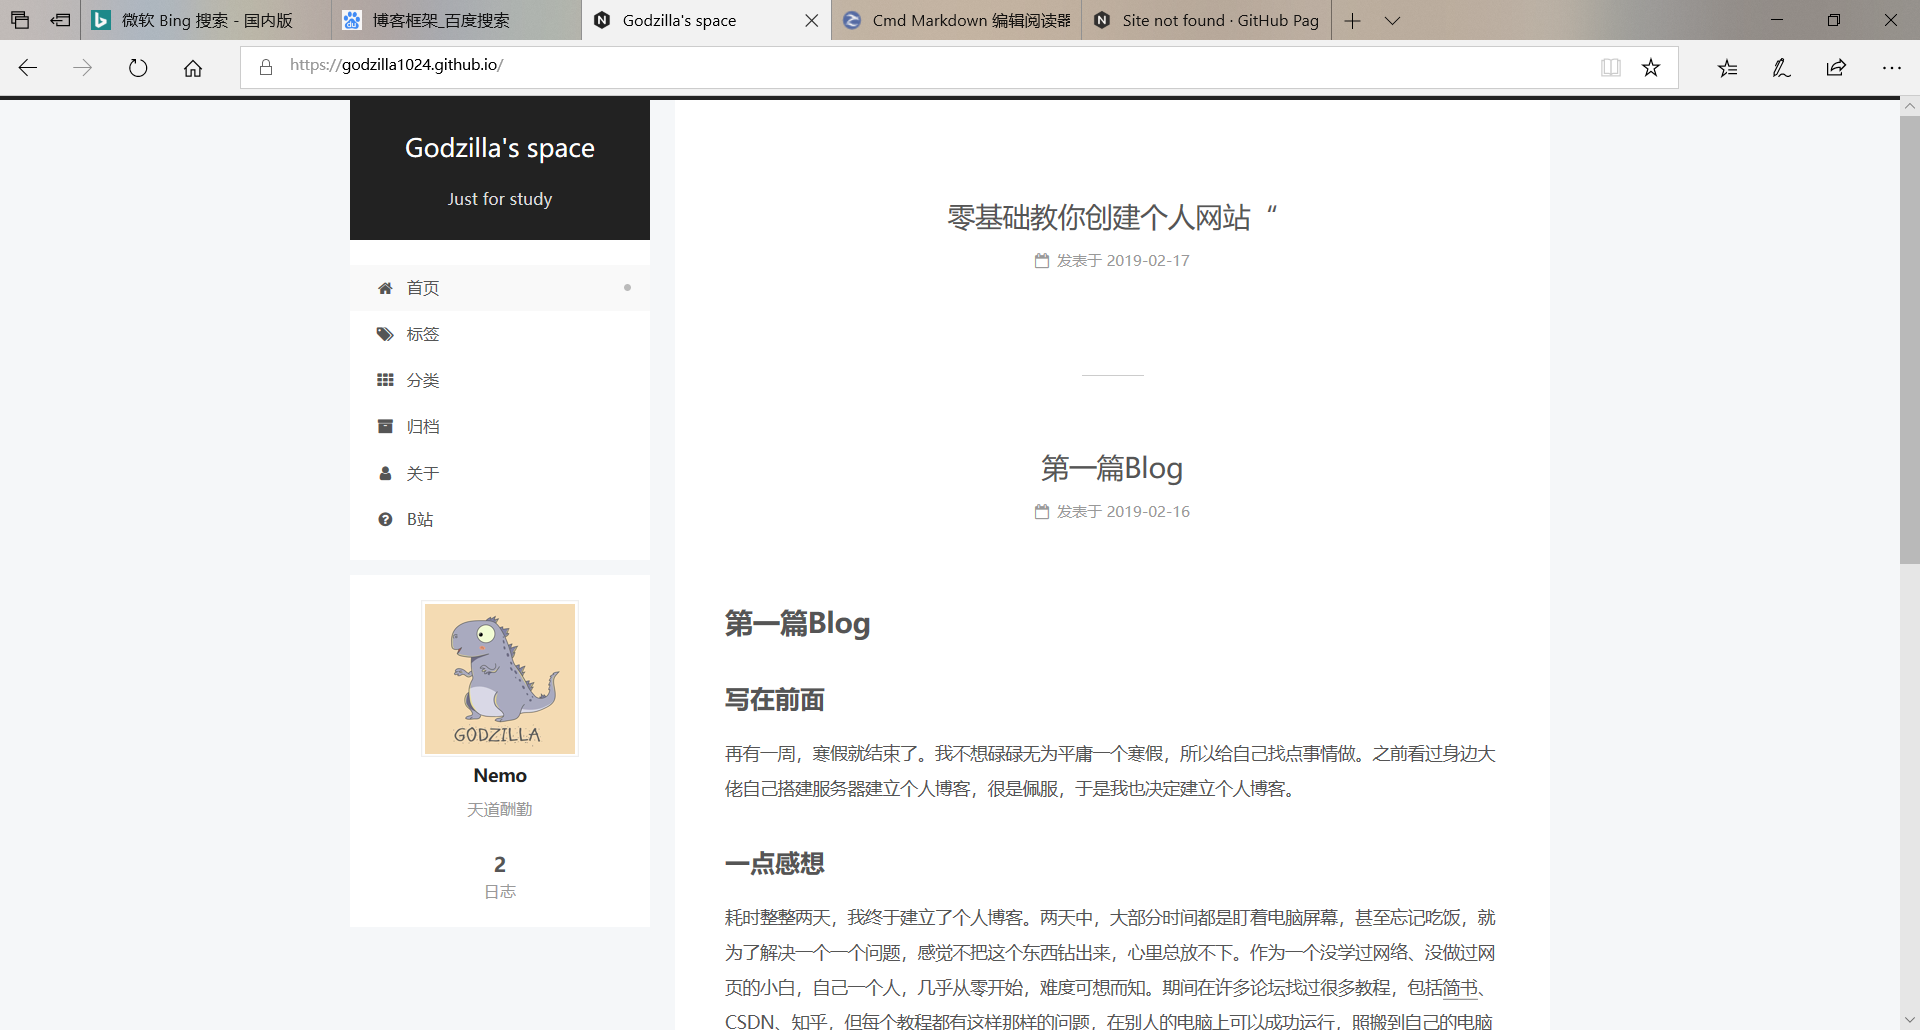 微软 Bing 搜索 - 国内版
博客框架_百度搜索
Godzilla's space
Cmd Markdown 编辑阅读器
Site not found · GitHub Pag
https://godzilla1024.github.io/
Godzilla's space
Just for study
首页
标签
分类
归档
关于
B站
GODZILLA
Nemo
天道酬勤
2
日志
零基础教你创建个人网站“
发表于 2019-02-17
第一篇Blog
发表于 2019-02-16
第一篇Blog
写在前面
再有一周，寒假就结束了。我不想碌碌无为平庸一个寒假，所以给自己找点事情做。之前看过身边大
佬自己搭建服务器建立个人博客，很是佩服，于是我也决定建立个人博客。
一点感想
耗时整整两天，我终于建立了个人博客。两天中，大部分时间都是盯着电脑屏幕，甚至忘记吃饭，就
为了解决一个一个问题，感觉不把这个东西钻出来，心里总放不下。作为一个没学过网络、没做过网
页的小白，自己一个人，几乎从零开始，难度可想而知。期间在许多论坛找过很多教程，包括简书、
CSDN、知乎，但每个教程都有这样那样的问题，在别人的电脑上可以成功运行，照搬到自己的电脑